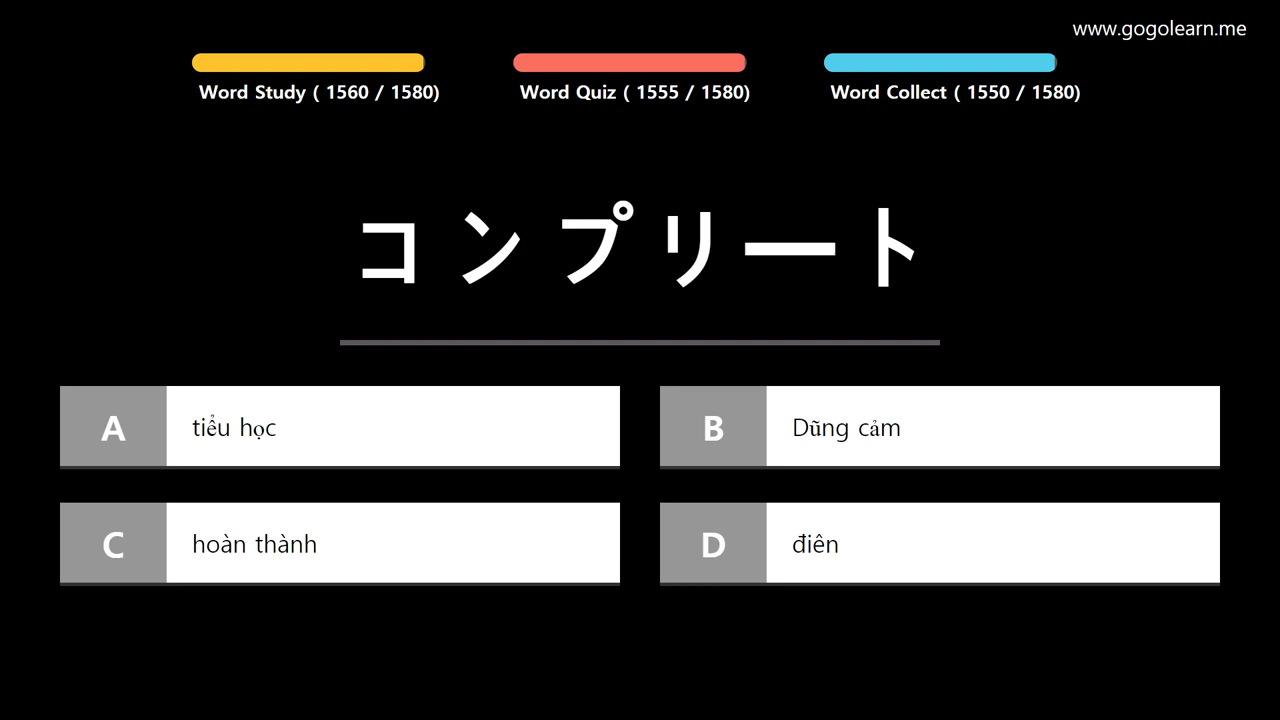 www.gogolearn.me
Word Study ( 1560 / 1580)
Word Quiz ( 1555 / 1580)
Word Collect ( 1550 / 1580)
コンプリート
A
tiểu học
B
Dũng cảm
C
hoàn thành
D
điên